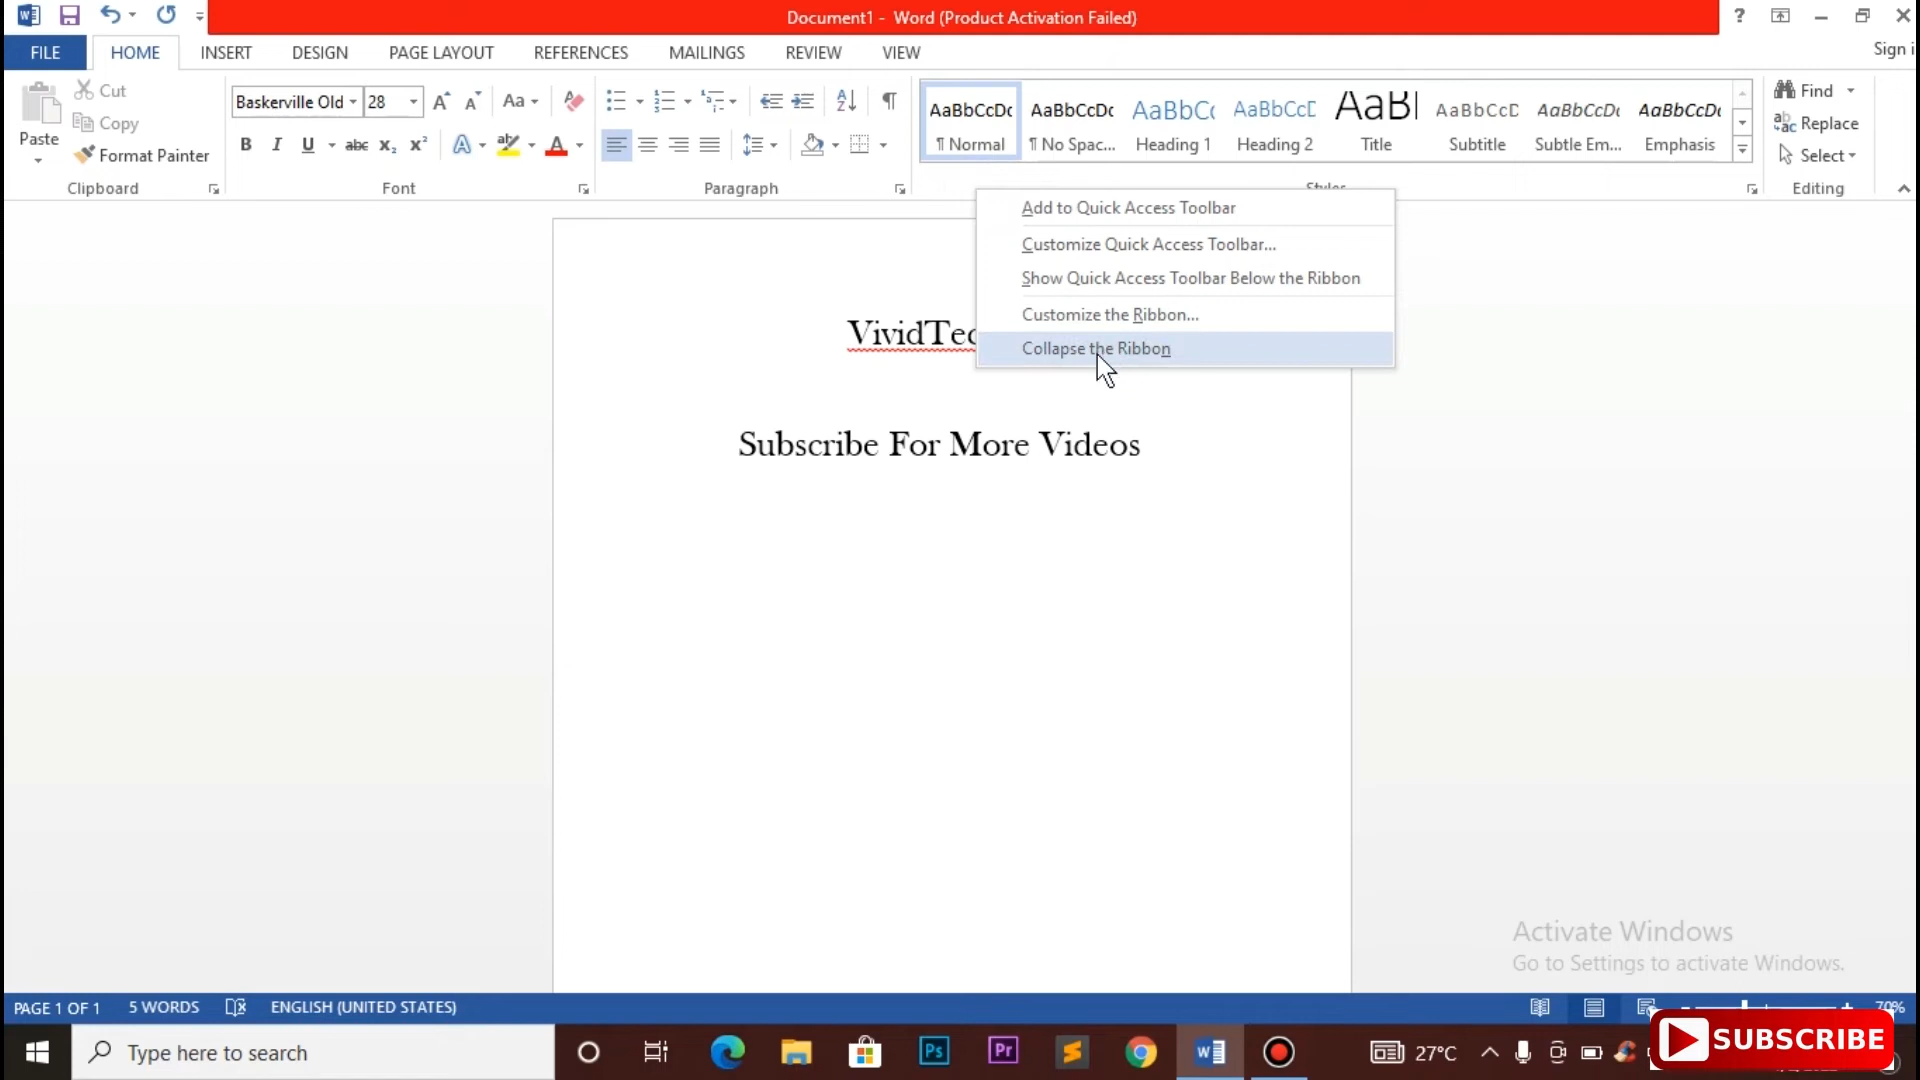 Document1 - Word (Product Activation Failed)
Sign i
FILE HOME INSERT DESIGN PAGE LAYOUT REFERENCES MAILINGS REVIEW VIEW
Paste
Cut
Copy
Format Painter
Clipboard
Baskerville Old 28
Aa
B I U abc X₂ X²
Font
Paragraph
AaBbCcDc AaBbCcDc AaBbC AaBbCcD AaB AaBbCcD AaBbCcDc AaBbCcDc
¶ Normal ¶ No Spac... Heading 1 Heading 2 Title Subtitle Subtle Em... Emphasis
Styles
Find
Replace
Select
Editing
Add to Quick Access Toolbar
Customize Quick Access Toolbar...
Show Quick Access Toolbar Below the Ribbon
Customize the Ribbon...
Collapse the Ribbon
VividTec
Subscribe For More Videos
Activate Windows
Go to Settings to activate Windows.
PAGE 1 OF 1 5 WORDS ENGLISH (UNITED STATES) 70%
Type here to search
Ps
Pr
27°C
SUBSCRIBE